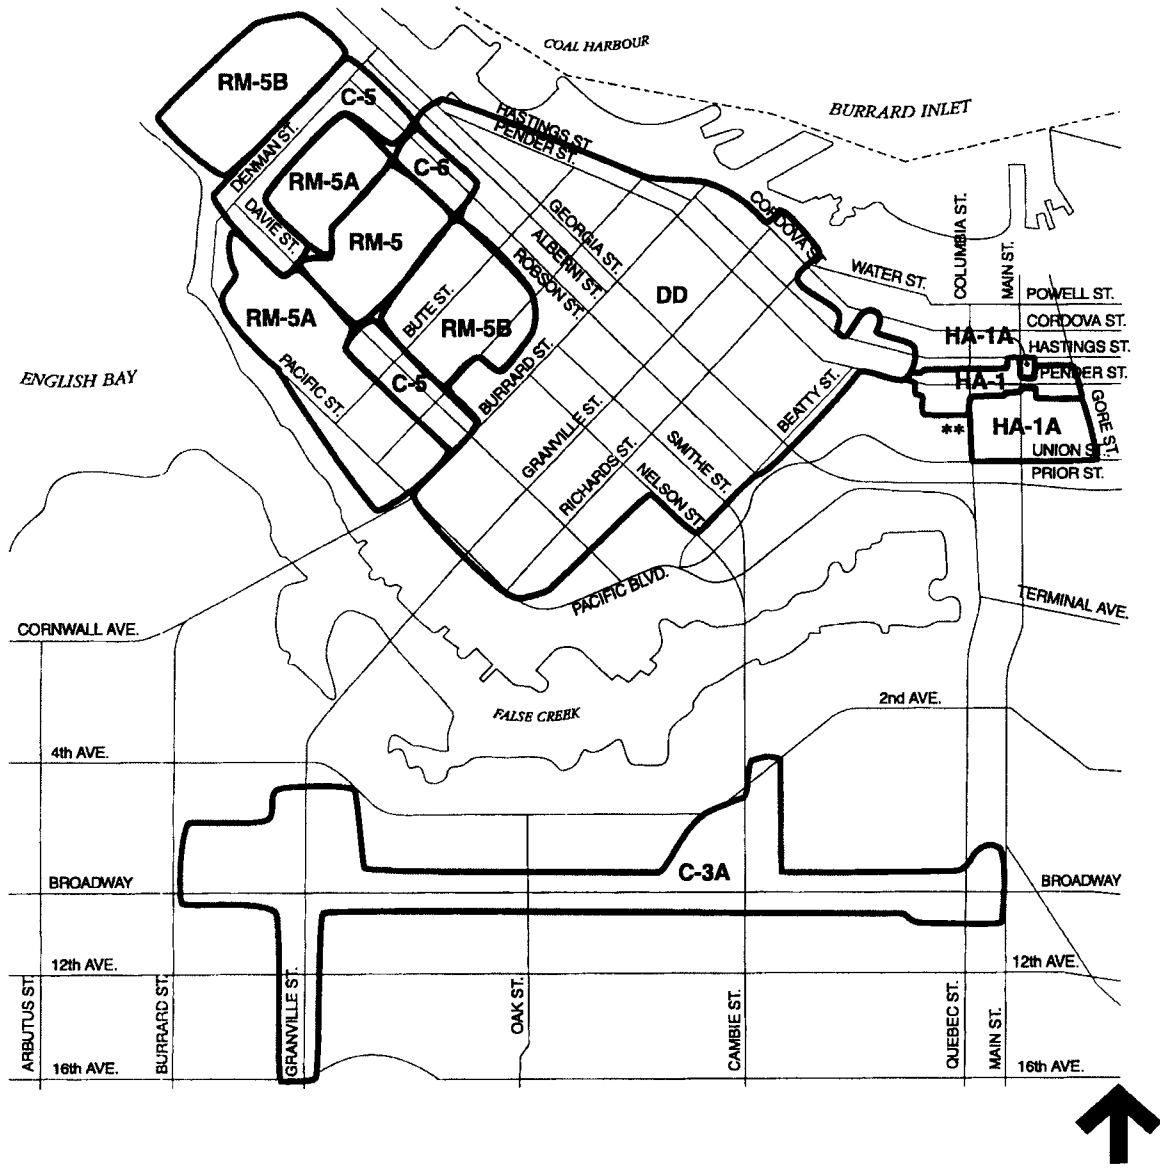 COAL HARBOUR
BURRARD INLET
RM-5B
C-5
HASTINGS ST
PENDER ST.
DENMAN ST.
C-6
RM-5A
DAVIE ST.
RM-5
GEORGIA ST.
ALBERNI ST.
ROBSON ST.
CORDOVA ST.
COLUMBIA ST.
MAIN ST.
WATER ST.
DD
POWELL ST.
CORDOVA ST.
HA-1A
HASTINGS ST.
*
PENDER ST.
HA-1
RM-5A
BUTE ST.
RM-5B
ENGLISH BAY
PACIFIC ST.
C-5
BURRARD ST.
BEATTY ST.
GORE ST.
**
HA-1A
GRANVILLE ST.
SMITHE ST.
UNION ST.
RICHARDS ST.
NELSON ST.
PRIOR ST.
PACIFIC BLVD.
TERMINAL AVE.
CORNWALL AVE.
2nd AVE.
FALSE CREEK
4th AVE.
C-3A
BROADWAY
BROADWAY
12th AVE.
12th AVE.
ARBUTUS ST.
BURRARD ST.
GRANVILLE ST.
OAK ST.
CAMBIE ST.
QUEBEC ST.
MAIN ST.
16th AVE.
16th AVE.